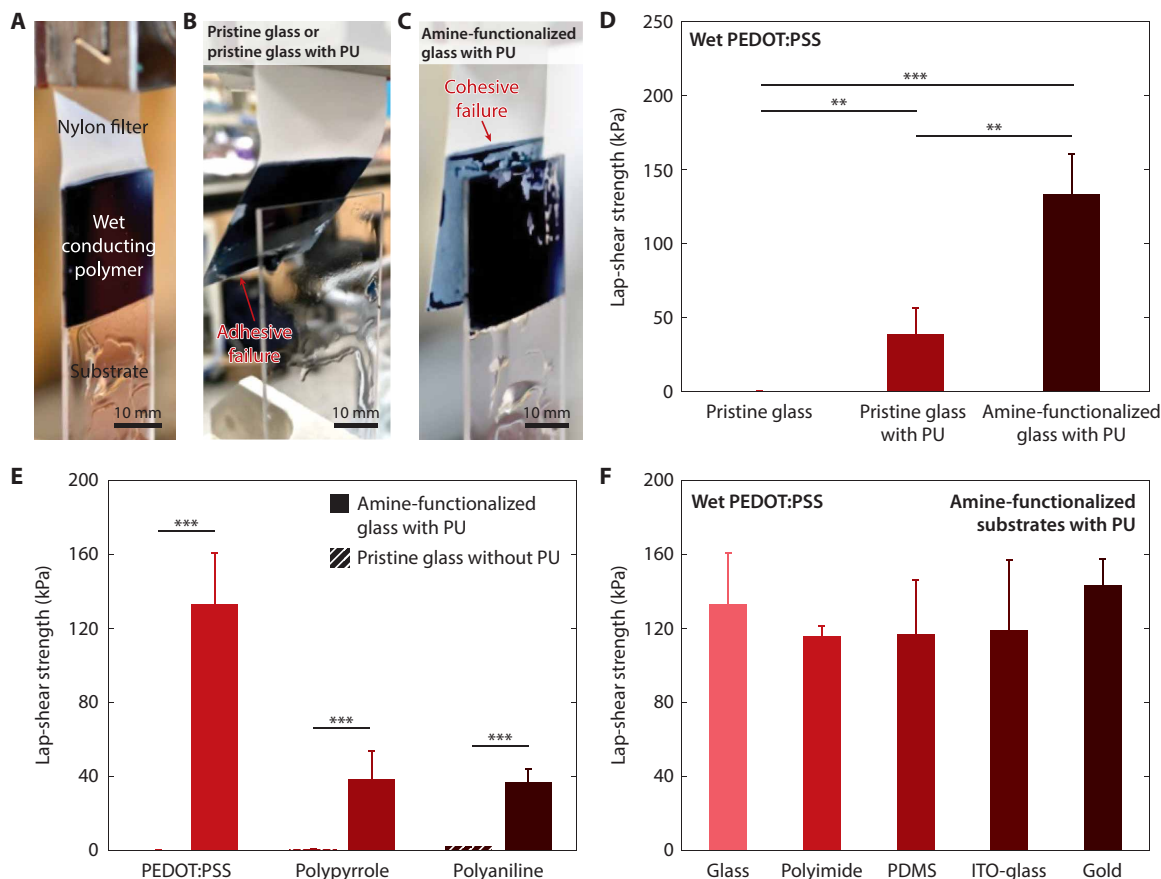 A
Nylon filter
Wet
conducting
polymer
Substrate
10 mm
B
Pristine glass or
pristine glass with PU
Adhesive
failure
10 mm
C
Amine-functionalized
glass with PU
Cohesive
failure
10 mm
D
Wet PEDOT:PSS
Lap-shear strength (kPa)
250
200
150
100
50
0
***
**
**
Pristine glass
Pristine glass
with PU
Amine-functionalized
glass with PU
E
Lap-shear strength (kPa)
200
160
120
80
40
0
Amine-functionalized
glass with PU
Pristine glass without PU
***
***
***
PEDOT:PSS
Polypyrrole
Polyaniline
F
Wet PEDOT:PSS
Amine-functionalized
substrates with PU
Lap-shear strength (kPa)
200
160
120
80
40
0
Glass
Polyimide
PDMS
ITO-glass
Gold